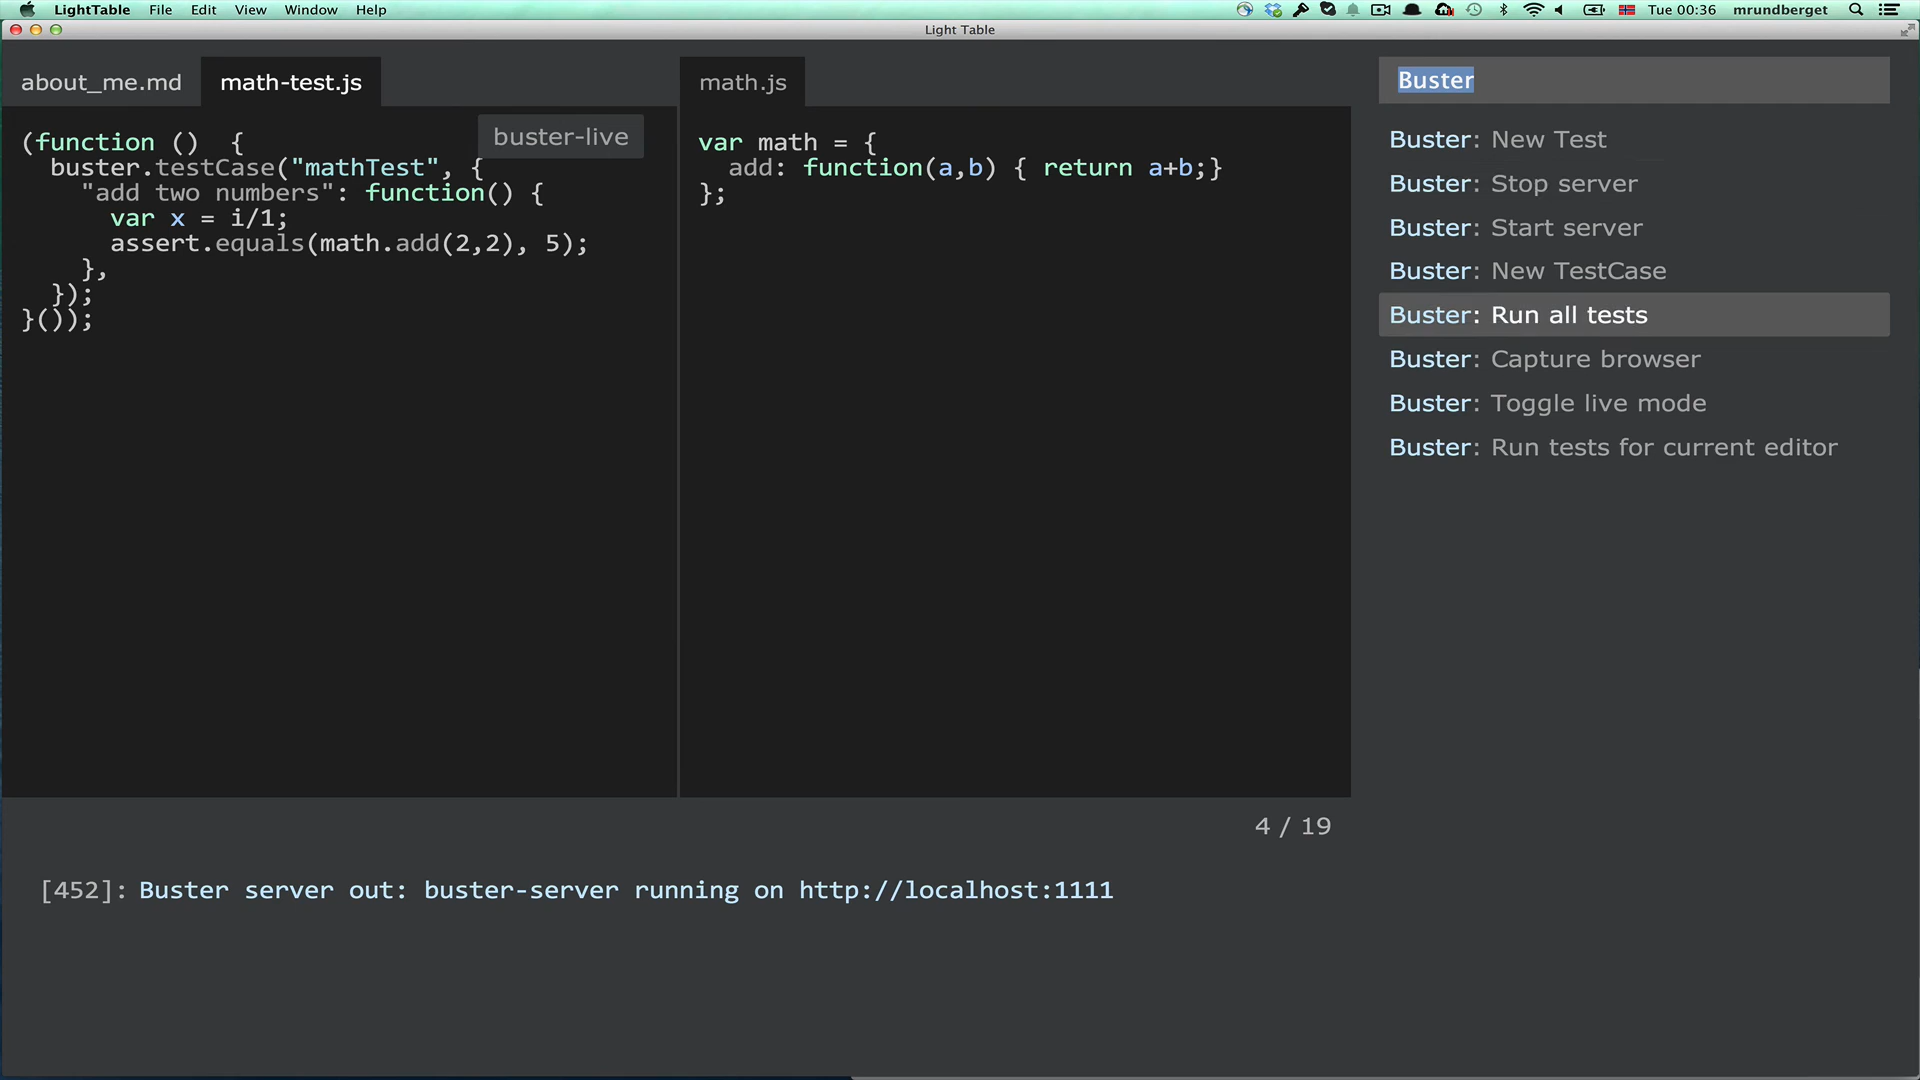 LightTable File Edit View Window Help Tue 00:36 mrundberget
Light Table
about_me.md math-test.js
(function ()  {
  buster.testCase("mathTest", {
    "add two numbers": function() {
      var x = i/1;
      assert.equals(math.add(2,2), 5);
    },
  });
}());
buster-live
math.js
var math = {
  add: function(a,b) { return a+b;}
};
Buster
Buster: New Test
Buster: Stop server
Buster: Start server
Buster: New TestCase
Buster: Run all tests
Buster: Capture browser
Buster: Toggle live mode
Buster: Run tests for current editor
4 / 19
[452]: Buster server out: buster-server running on http://localhost:1111